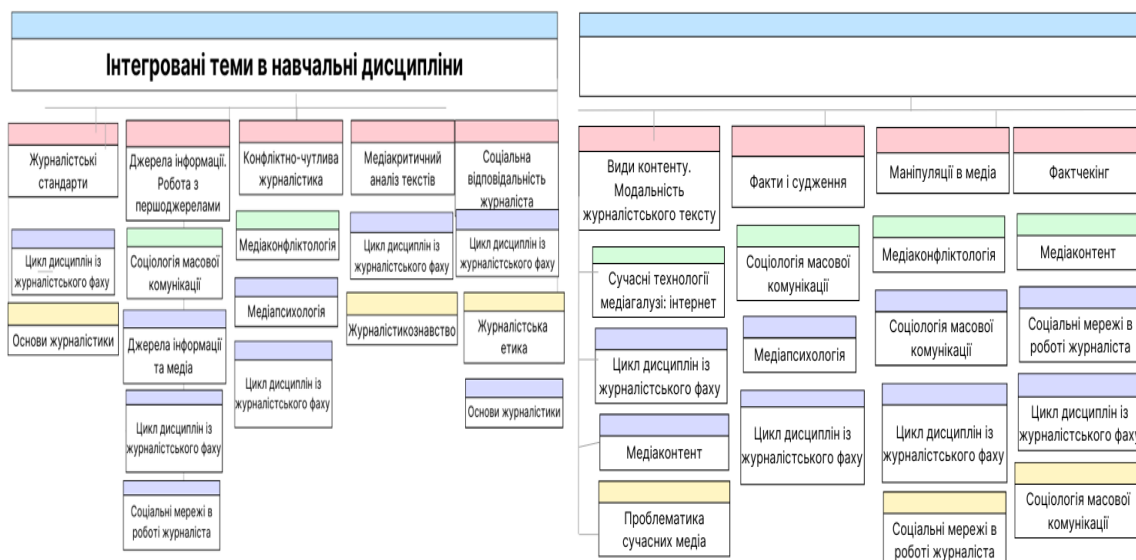 Інтегровані теми в навчальні дисципліни
Журналістські
стандарти
Цикл дисциплін із
журналістського фаху
Основи журналістики
Джерела інформації.
Робота з
першоджерелами
Соціологія масової
комунікації
Джерела інформації
та медіа
Цикл дисциплін із
журналістського фаху
Соціальні мережі в
роботі журналіста
Конфліктно-чутлива
журналістика
Медіаконфліктологія
Медіапсихологія
Цикл дисциплін із
журналістського фаху
Медіакритичний
аналіз текстів
Цикл дисциплін із
журналістського фаху
Журналістикознавство
Соціальна
відповідальність
журналіста
Цикл дисциплін із
журналістського фаху
Журналістська
етика
Основи журналістики
Види контенту.
Модальність
журналістського тексту
Сучасні технології
медіагалузі: інтернет
Цикл дисциплін із
журналістського фаху
Медіаконтент
Проблематика
сучасних медіа
Факти і судження
Соціологія масової
комунікації
Медіапсихологія
Цикл дисциплін із
журналістського фаху
Маніпуляції в медіа
Медіаконфліктологія
Соціологія масової
комунікації
Цикл дисциплін із
журналістського фаху
Соціальні мережі в
роботі журналіста
Фактчекінг
Медіаконтент
Соціальні мережі в
роботі журналіста
Цикл дисциплін із
журналістського фаху
Соціологія масової
комунікації